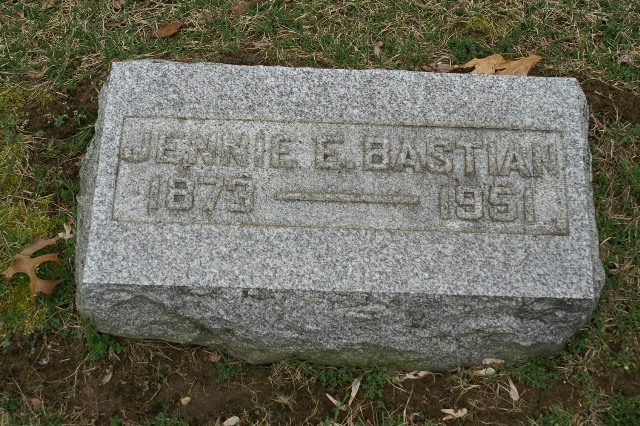 JENNIE E. BASTIAN
1873 — 1951